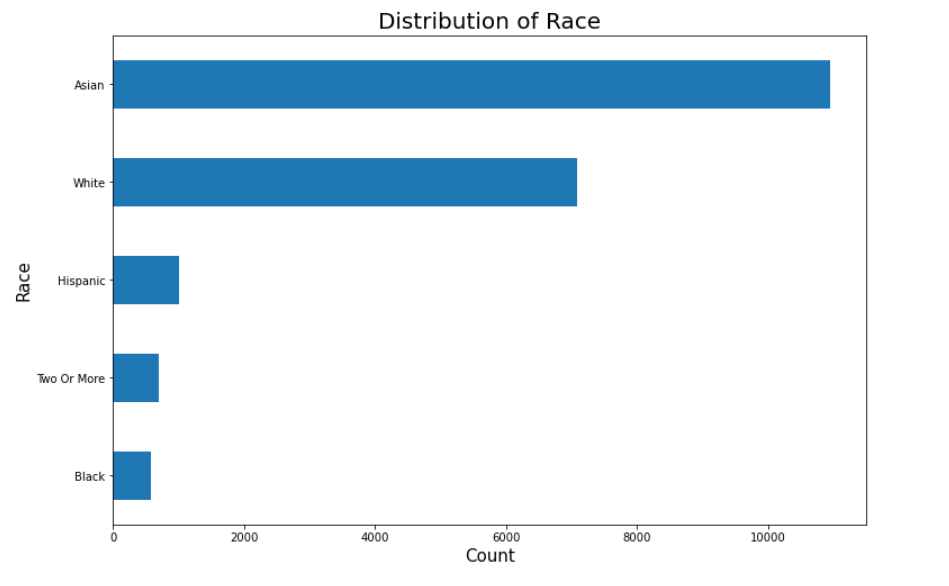 Distribution of Race
Race
Asian
White
Hispanic
Two Or More
Black
0 2000 4000 6000 8000 10000
Count